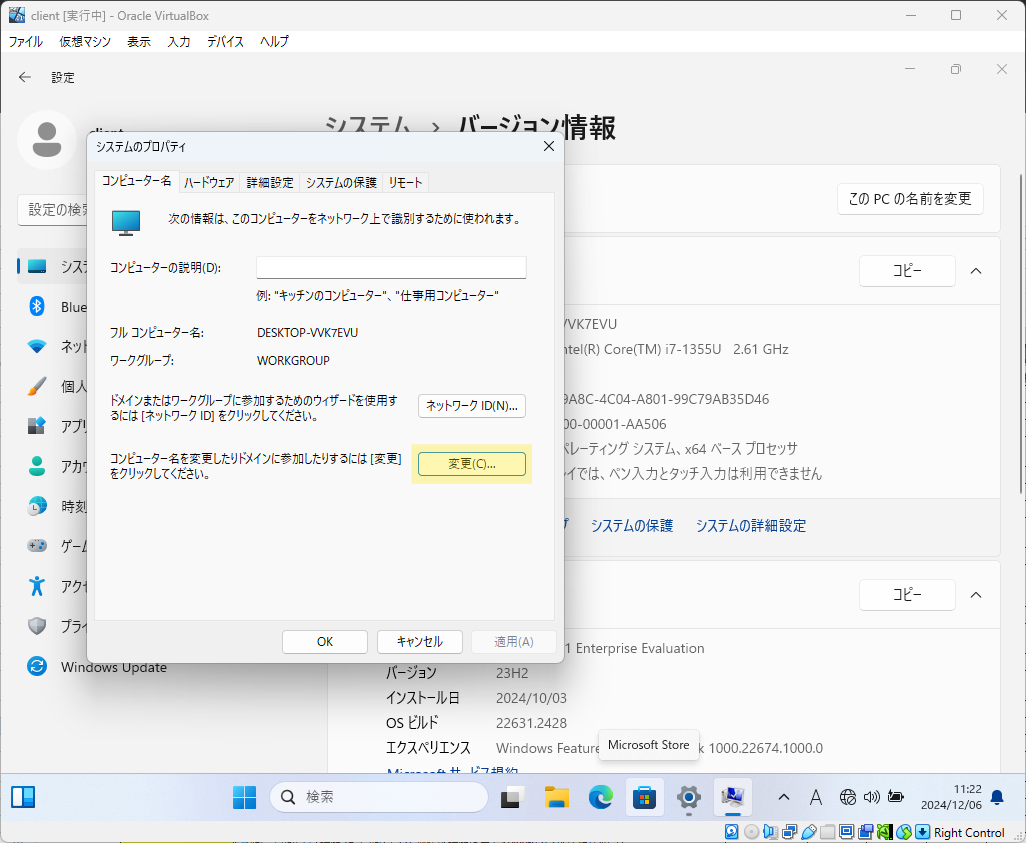 client [実行中] - Oracle VirtualBox
ファイル 仮想マシン 表示 入力 デバイス ヘルプ
設定
client
システム › バージョン情報
設定の検索
この PC の名前を変更
シス
Blue
ネット
個人
アプリ
アカウ
時刻
ゲーム
アクセ
プライ
Windows Update
システムのプロパティ
コンピューター名 ハードウェア 詳細設定 システムの保護 リモート
次の情報は、このコンピューターをネットワーク上で識別するために使われます。
コンピューターの説明(D):
例: "キッチンのコンピューター"、"仕事用コンピューター"
フル コンピューター名: DESKTOP-VVK7EVU
ワークグループ: WORKGROUP
ドメインまたはワークグループに参加するためのウィザードを使用す
るには [ネットワーク ID] をクリックしてください。
ネットワーク ID(N)...
コンピューター名を変更したりドメインに参加したりするには [変更]
をクリックしてください。
変更(C)...
OK キャンセル 適用(A)
コピー
VVK7EVU
ntel(R) Core(TM) i7-1355U 2.61 GHz
9A8C-4C04-A801-99C79AB35D46
00-00001-AA506
ペレーティング システム、x64 ベース プロセッサ
イでは、ペン入力とタッチ入力は利用できません
プ システムの保護 システムの詳細設定
コピー
1 Enterprise Evaluation
バージョン 23H2
インストール日 2024/10/03
OS ビルド 22631.2428
エクスペリエンス Windows Feature k 1000.22674.1000.0
Microsoft Store
Microsoft サービス規約
検索
A
11:22
2024/12/06
Right Control